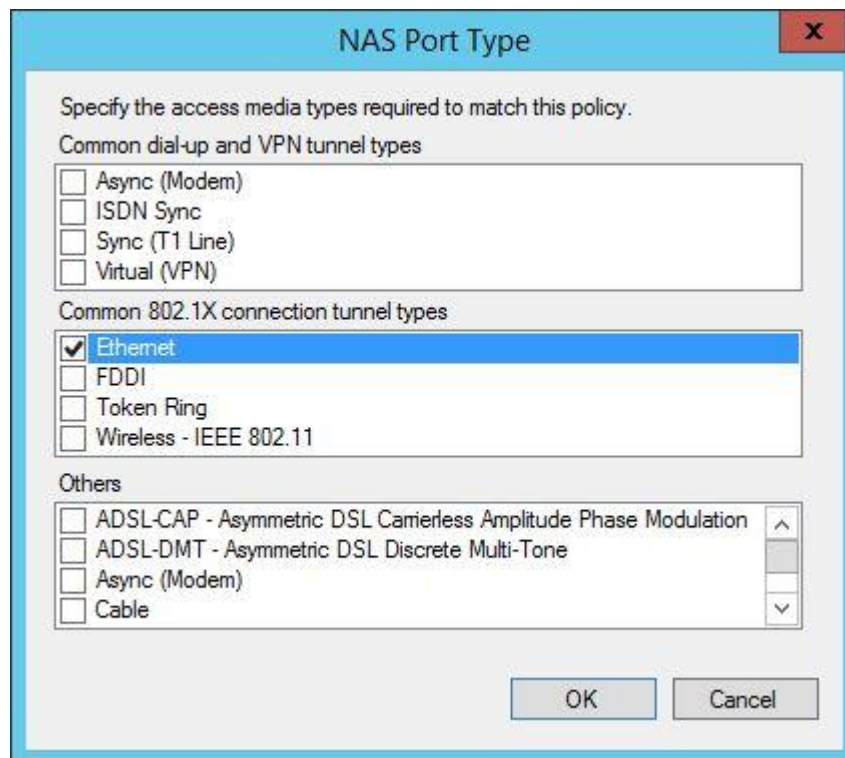 NAS Port Type
x
Specify the access media types required to match this policy.
Common dial-up and VPN tunnel types
Async (Modem)
ISDN Sync
Sync (T1 Line)
Virtual (VPN)
Common 802.1X connection tunnel types
Ethernet
FDDI
Token Ring
Wireless - IEEE 802.11
Others
ADSL-CAP - Asymmetric DSL Carrierless Amplitude Phase Modulation
ADSL-DMT - Asymmetric DSL Discrete Multi-Tone
Async (Modem)
Cable
OK Cancel